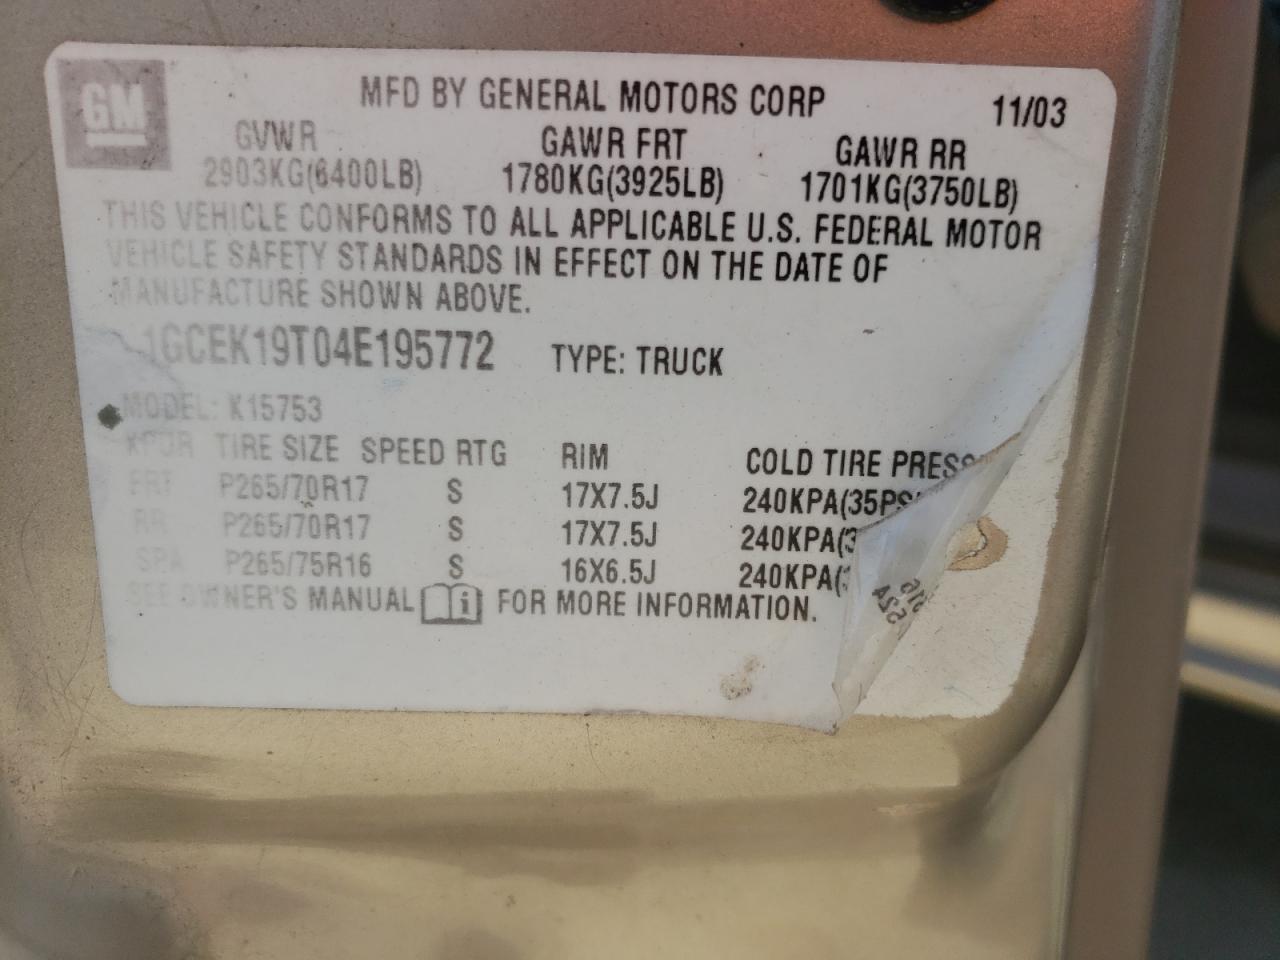 GM
MFD BY GENERAL MOTORS CORP 11/03
GVWR GAWR FRT GAWR RR
2903KG(6400LB) 1780KG(3925LB) 1701KG(3750LB)
THIS VEHICLE CONFORMS TO ALL APPLICABLE U.S. FEDERAL MOTOR
VEHICLE SAFETY STANDARDS IN EFFECT ON THE DATE OF
MANUFACTURE SHOWN ABOVE.
1GCEK19T04E195772 TYPE: TRUCK
MODEL: K15753
TIRE SIZE SPEED RTG RIM COLD TIRE PRESS
FRT P265/70R17 S 17X7.5J 240KPA(35PS
RR P265/70R17 S 17X7.5J 240KPA(3
SPA P265/75R16 S 16X6.5J 240KPA(
SEE OWNER'S MANUAL i FOR MORE INFORMATION.